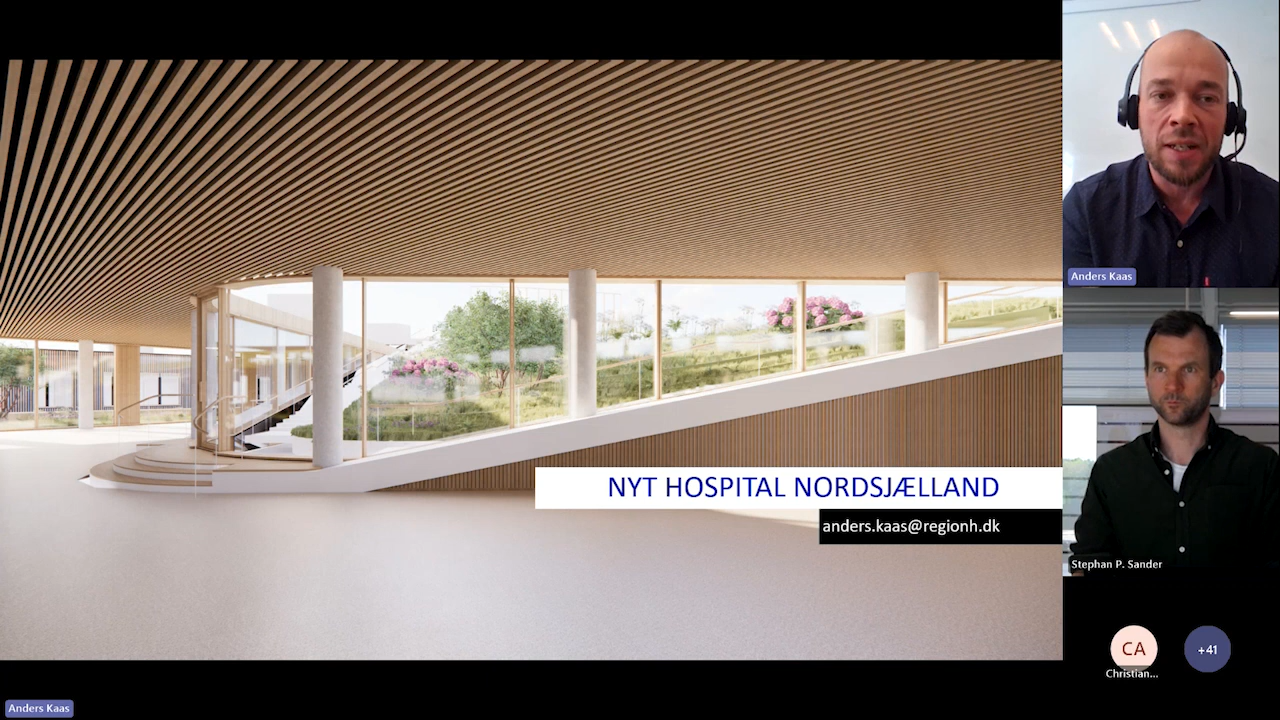 NYT HOSPITAL NORDSJÆLLAND
anders.kaas@regionh.dk
Anders Kaas
Stephan P. Sander
CA
+41
Christian...
Anders Kaas